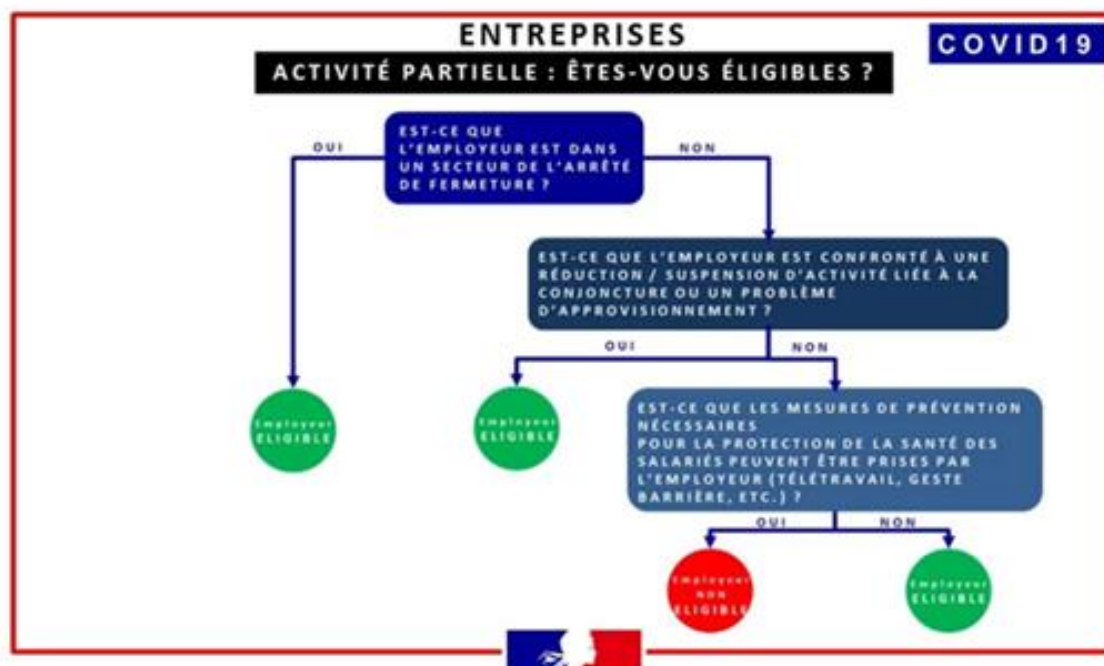 ENTREPRISES
COVID19
ACTIVITÉ PARTIELLE : ÊTES-VOUS ÉLIGIBLES ?
EST-CE QUE
L'EMPLOYEUR EST DANS
UN SECTEUR DE L'ARRÊTÉ
DE FERMETURE ?
OUI
NON
EST-CE QUE L'EMPLOYEUR EST CONFRONTÉ À UNE
RÉDUCTION / SUSPENSION D'ACTIVITÉ LIÉE À LA
CONJONCTURE OU UN PROBLÈME
D'APPROVISIONNEMENT ?
OUI
NON
Employeur
ELIGIBLE
Employeur
ELIGIBLE
EST-CE QUE LES MESURES DE PRÉVENTION
NÉCESSAIRES
POUR LA PROTECTION DE LA SANTÉ DES
SALARIÉS PEUVENT ÊTRE PRISES PAR
L'EMPLOYEUR (TÉLÉTRAVAIL, GESTE
BARRIÈRE, ETC.) ?
OUI
NON
Employeur
NON
ELIGIBLE
Employeur
ELIGIBLE